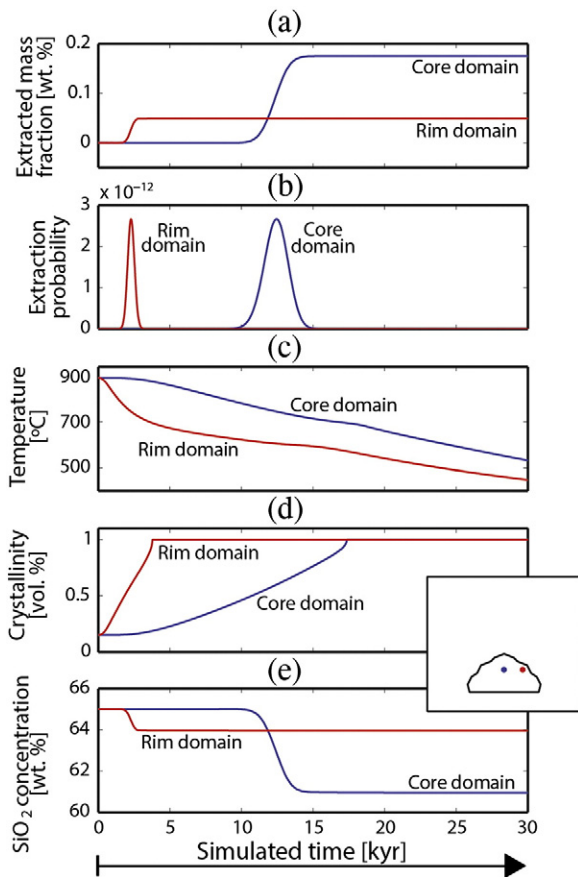 (a)
Extracted mass
fraction [wt. %]
0.2
0.1
0
Core domain
Rim domain
(b)
x 10⁻¹²
Extraction
probability
3
2
1
0
Rim
domain
Core
domain
(c)
Temperature
[ºC]
900
700
500
Core domain
Rim domain
(d)
Crystallinity
[vol. %]
1
0.5
0
Rim domain
Core domain
(e)
SiO₂ concentration
[wt. %]
66
64
61
60
Rim domain
Core domain
0 5 10 15 20 25 30
Simulated time [kyr]